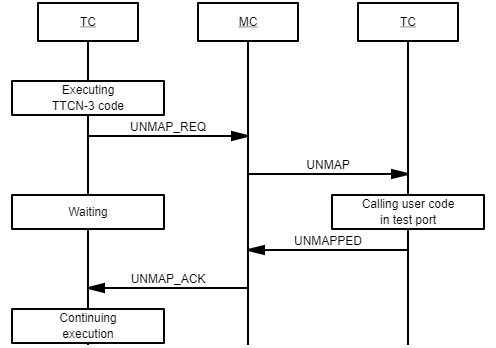 TC
MC
TC
Executing
TTCN-3 code
UNMAP_REQ
UNMAP
Waiting
Calling user code
in test port
UNMAPPED
UNMAP_ACK
Continuing
execution